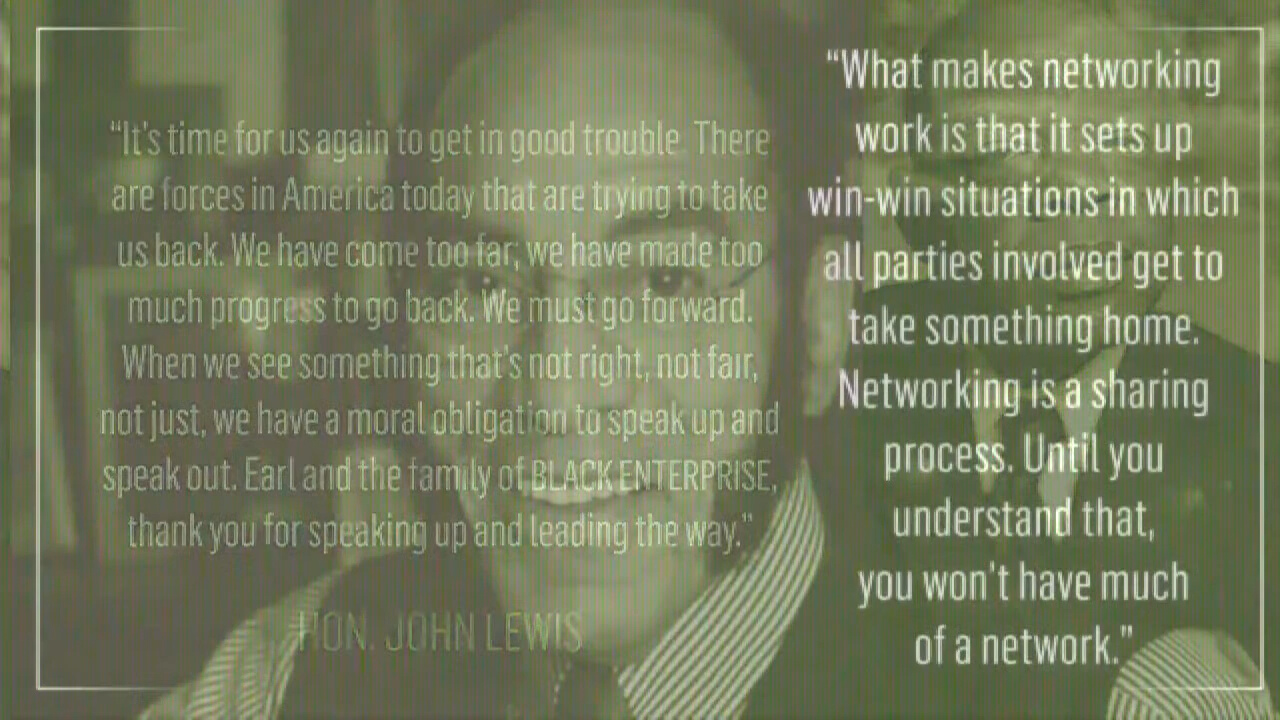 “It's time for us again to get in good trouble. There
are forces in America today that are trying to take
us back. We have come too far; we have made too
much progress to go back. We must go forward.
When we see something that's not right, not fair,
not just, we have a moral obligation to speak up and
speak out. Earl and the family of BLACK ENTERPRISE,
thank you for speaking up and leading the way.”
HON. JOHN LEWIS
“What makes networking
work is that it sets up
win-win situations in which
all parties involved get to
take something home.
Networking is a sharing
process. Until you
understand that,
you won't have much
of a network.”